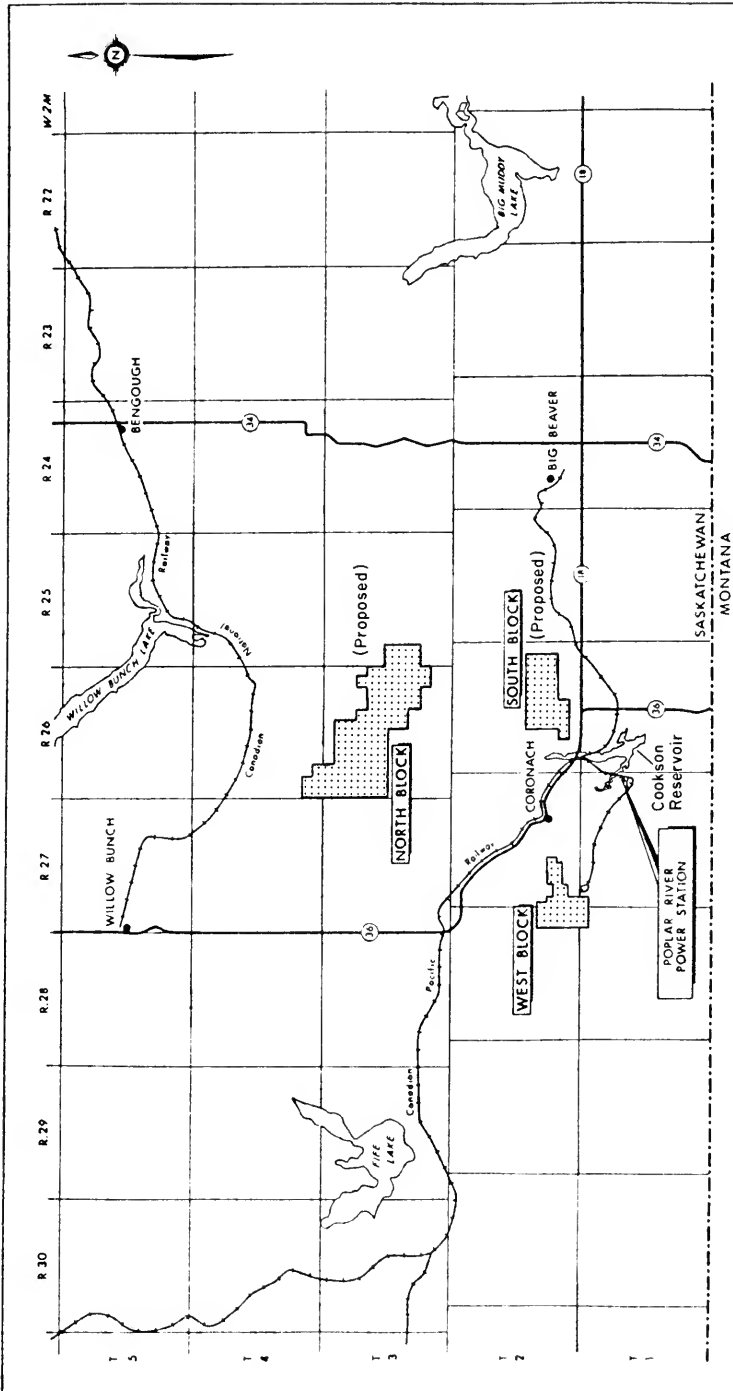 N
R 30
R.29
R.28
R 27
R 26
R 25
R 24
R 23
R 22
W 2M
T 5
T 4
T 3
T 2
T 1
WILLOW BUNCH
WILLOW BUNCH LAKE
BENGOUGH
Canadian
National
Railway
34
36
FIFE
LAKE
NORTH BLOCK
(Proposed)
BIG MUDDY
LAKE
Canadian
Pacific
Railway
CORONACH
WEST BLOCK
SOUTH BLOCK
(Proposed)
BIG BEAVER
18
18
36
34
Cookson
Reservoir
POPLAR RIVER
POWER STATION
SASKATCHEWAN
MONTANA